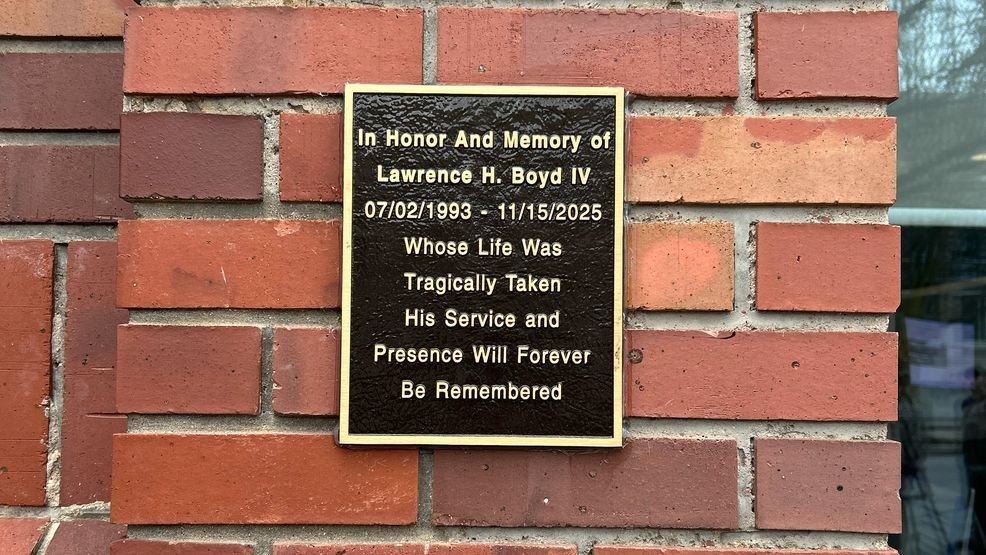 In Honor And Memory of
Lawrence H. Boyd IV
07/02/1993 - 11/15/2025
Whose Life Was
Tragically Taken
His Service and
Presence Will Forever
Be Remembered